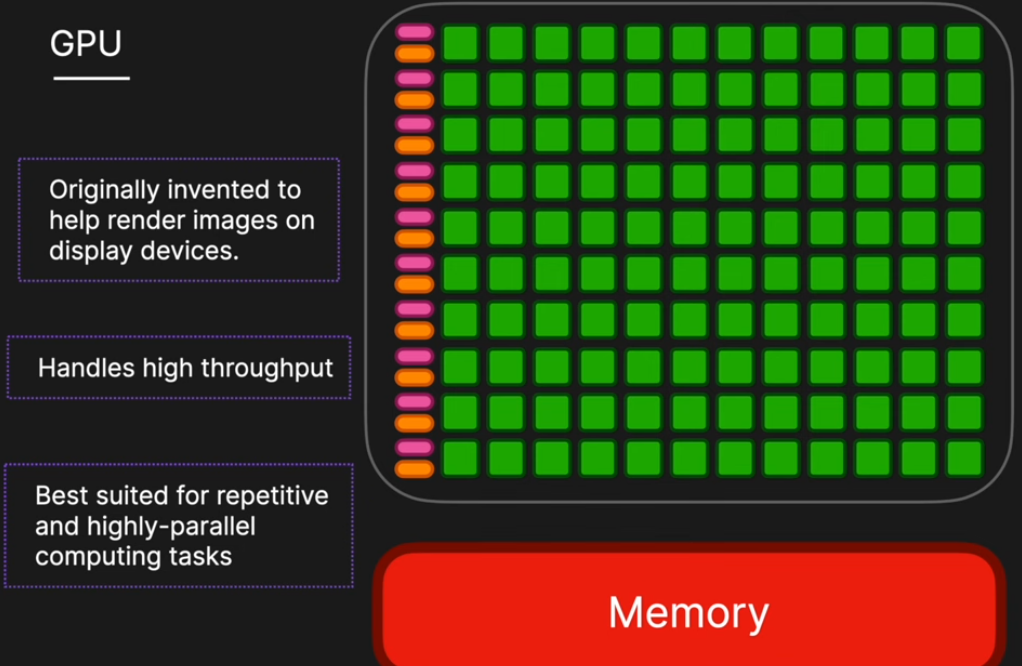 GPU
Originally invented to
help render images on
display devices.
Handles high throughput
Best suited for repetitive
and highly-parallel
computing tasks
Memory